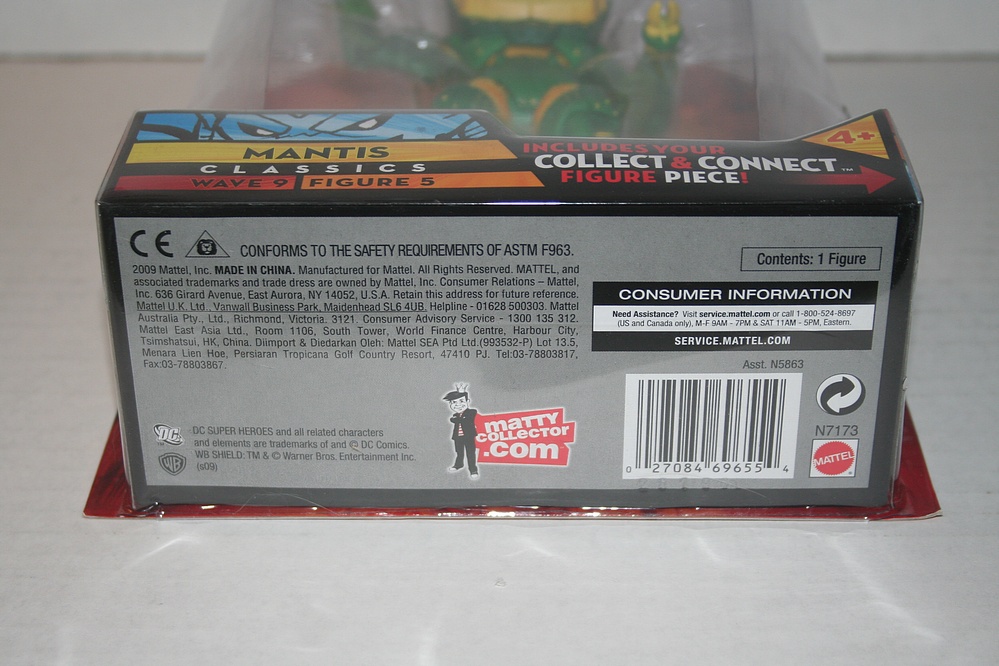 MANTIS
CLASSICS
WAVE 9 FIGURE 5
INCLUDES YOUR
COLLECT & CONNECT™
FIGURE PIECE!
4+
CE
CONFORMS TO THE SAFETY REQUIREMENTS OF ASTM F963.
2009 Mattel, Inc. MADE IN CHINA. Manufactured for Mattel. All Rights Reserved. MATTEL, and
associated trademarks and trade dress are owned by Mattel, Inc. Consumer Relations – Mattel,
Inc. 636 Girard Avenue, East Aurora, NY 14052, U.S.A. Retain this address for future reference.
Mattel U.K. Ltd., Vanwall Business Park, Maidenhead SL6 4UB. Helpline - 01628 500303. Mattel
Australia Pty., Ltd., Richmond, Victoria. 3121. Consumer Advisory Service - 1300 135 312.
Mattel East Asia Ltd., Room 1106, South Tower, World Finance Centre, Harbour City,
Tsimshatsui, HK, China. Diimport & Diedarkan Oleh: Mattel SEA Ptd Ltd.(993532-P) Lot 13.5,
Menara Lien Hoe, Persiaran Tropicana Golf Country Resort, 47410 PJ. Tel:03-78803817,
Fax:03-78803867.
Contents: 1 Figure
CONSUMER INFORMATION
Need Assistance? Visit service.mattel.com or call 1-800-524-8697
(US and Canada only), M-F 9AM - 7PM & SAT 11AM - 5PM, Eastern.
SERVICE.MATTEL.COM
Asst. N5863
DC
TM
DC SUPER HEROES and all related characters
and elements are trademarks of and © DC Comics.
WB SHIELD: TM & © Warner Bros. Entertainment Inc.
(s09)
WB
matty
COLLECTOR
.com
0 27084 69655 4
N7173
MATTEL